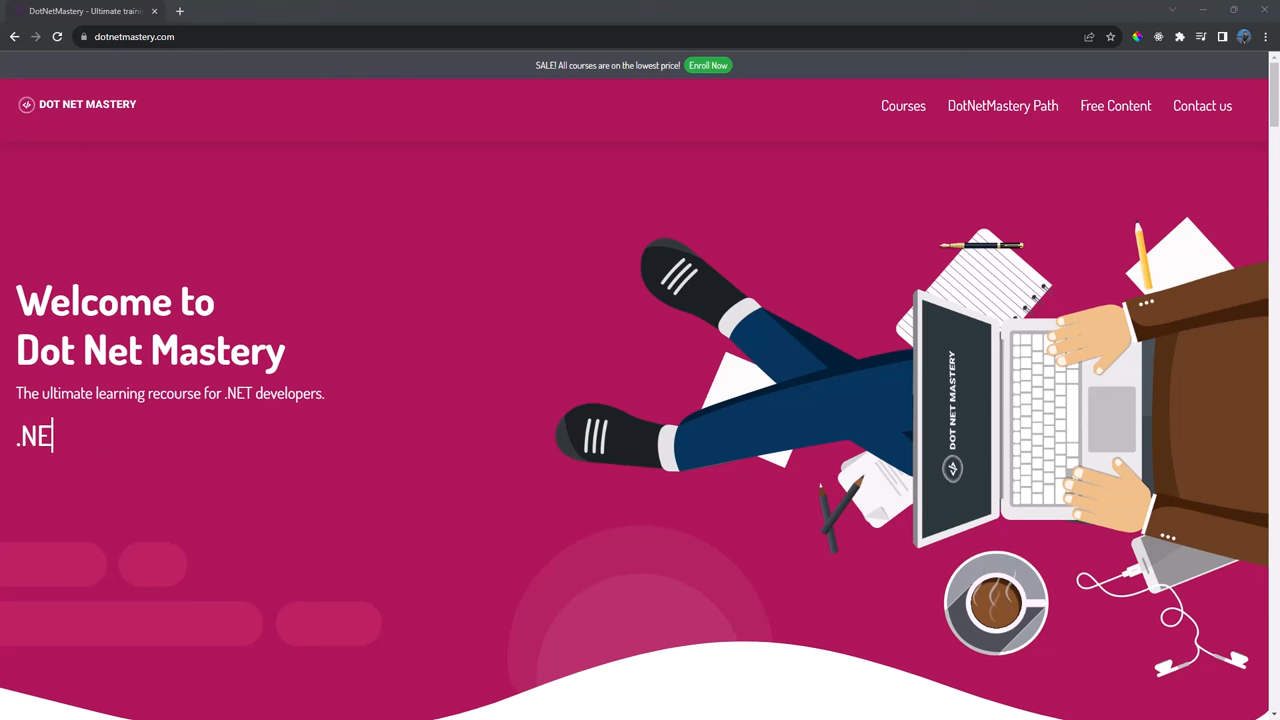 DotNetMastery - Ultimate traini
dotnetmastery.com
SALE! All courses are on the lowest price! Enroll Now
DOT NET MASTERY
Courses DotNetMastery Path Free Content Contact us
Welcome to
Dot Net Mastery
The ultimate learning recourse for .NET developers.
.NE
DOT NET MASTERY